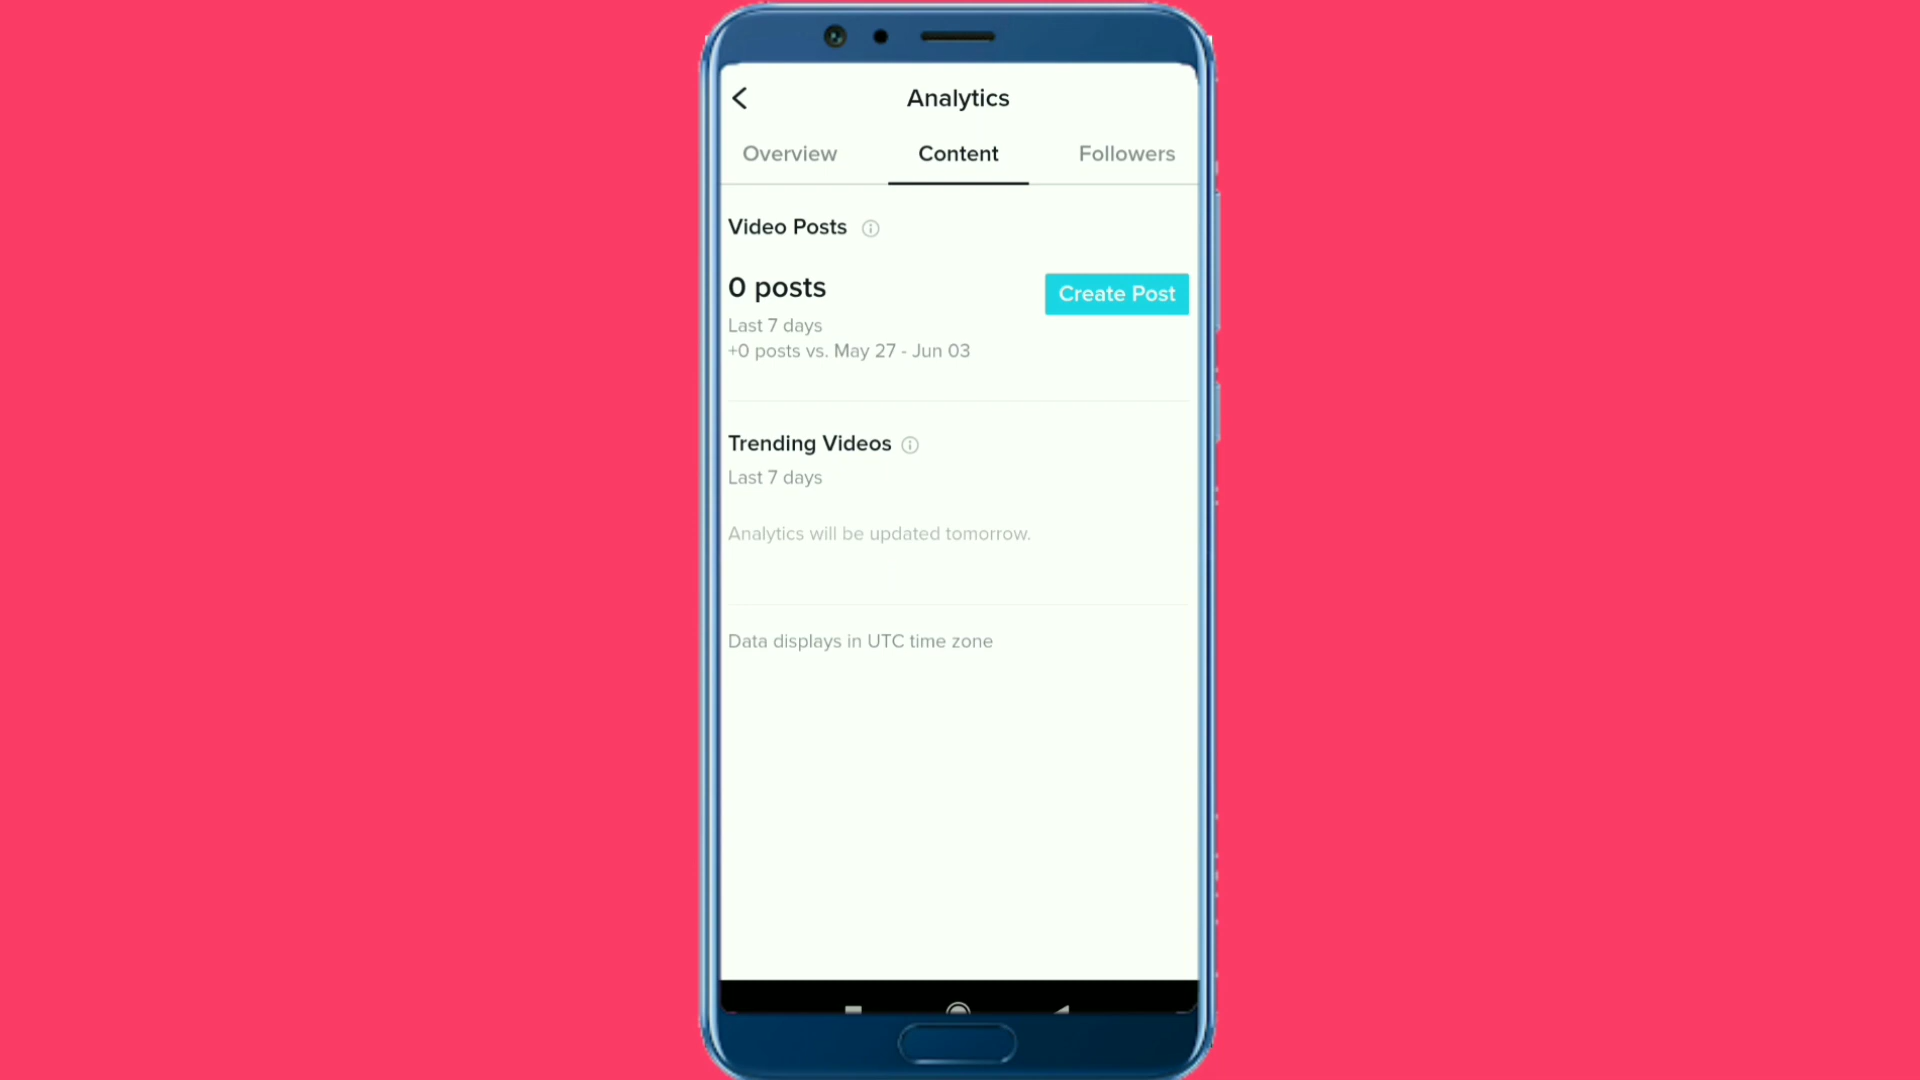 Analytics
Overview Content Followers
Video Posts
0 posts
Create Post
Last 7 days
+0 posts vs. May 27 - Jun 03
Trending Videos
Last 7 days
Analytics will be updated tomorrow.
Data displays in UTC time zone